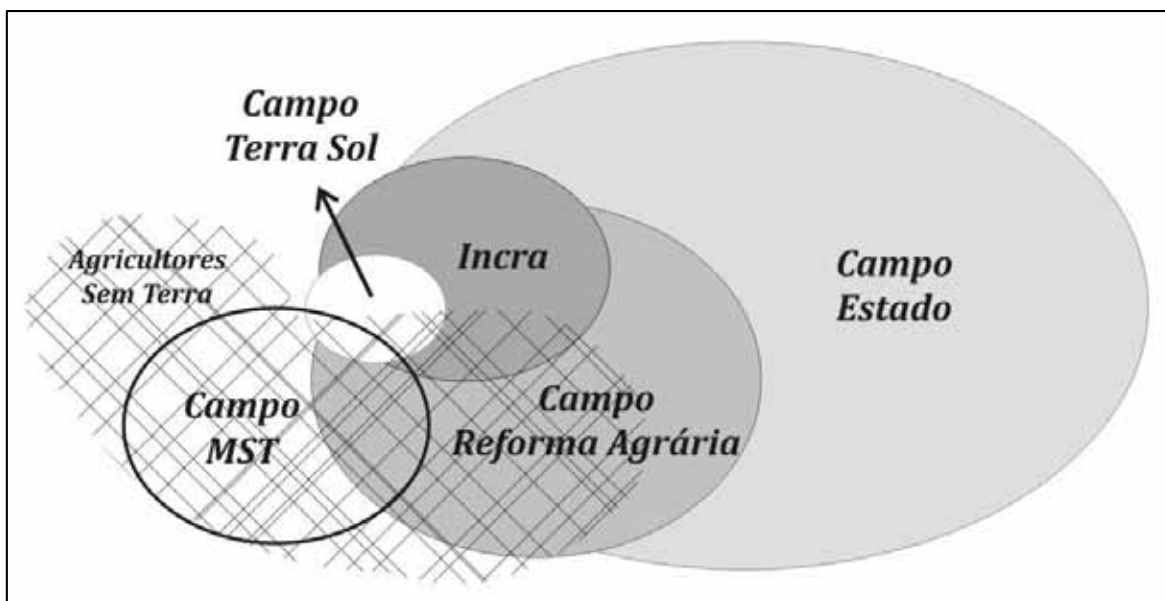 Campo
Terra Sol
Agricultores
Sem Terra
Incra
Campo
Estado
Campo
MST
Campo
Reforma Agrária